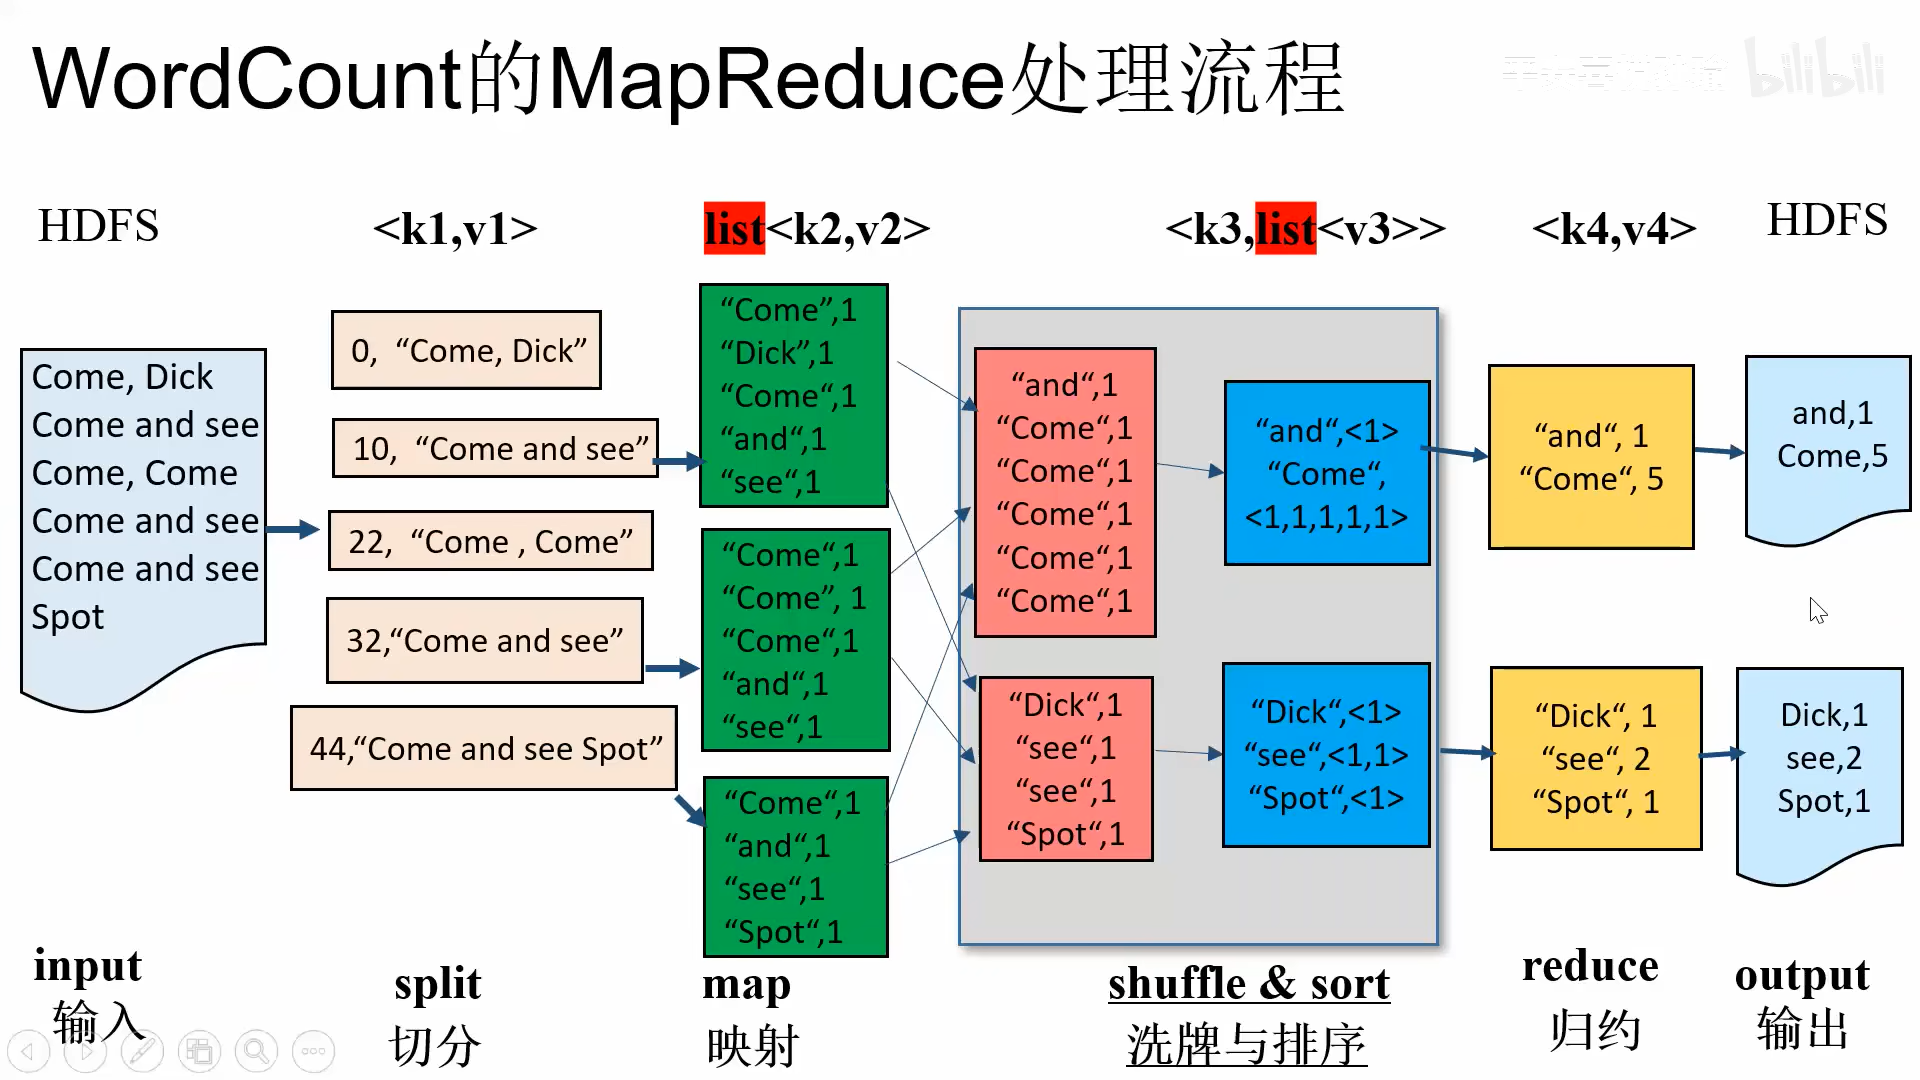 WordCount的MapReduce处理流程
bilibili
HDFS
<k1,v1>
list<k2,v2>
<k3,list<v3>>
<k4,v4>
HDFS
Come, Dick
Come and see
Come, Come
Come and see
Come and see
Spot
0, “Come, Dick”
10, “Come and see”
22, “Come , Come”
32,“Come and see”
44,“Come and see Spot”
“Come”,1
“Dick”,1
“Come”,1
“and“,1
“see“,1
“Come“,1
“Come”, 1
“Come“,1
“and“,1
“see“,1
“Come“,1
“and“,1
“see“,1
“Spot“,1
“and“,1
“Come“,1
“Come“,1
“Come“,1
“Come“,1
“Come“,1
“Dick“,1
“see“,1
“see“,1
“Spot“,1
“and“,<1>
“Come“,
<1,1,1,1,1>
“Dick“,<1>
“see“,<1,1>
“Spot“,<1>
“and“, 1
“Come“, 5
“Dick“, 1
“see“, 2
“Spot“, 1
and,1
Come,5
Dick,1
see,2
Spot,1
input
输入
split
切分
map
映射
shuffle & sort
洗牌与排序
reduce
归约
output
输出